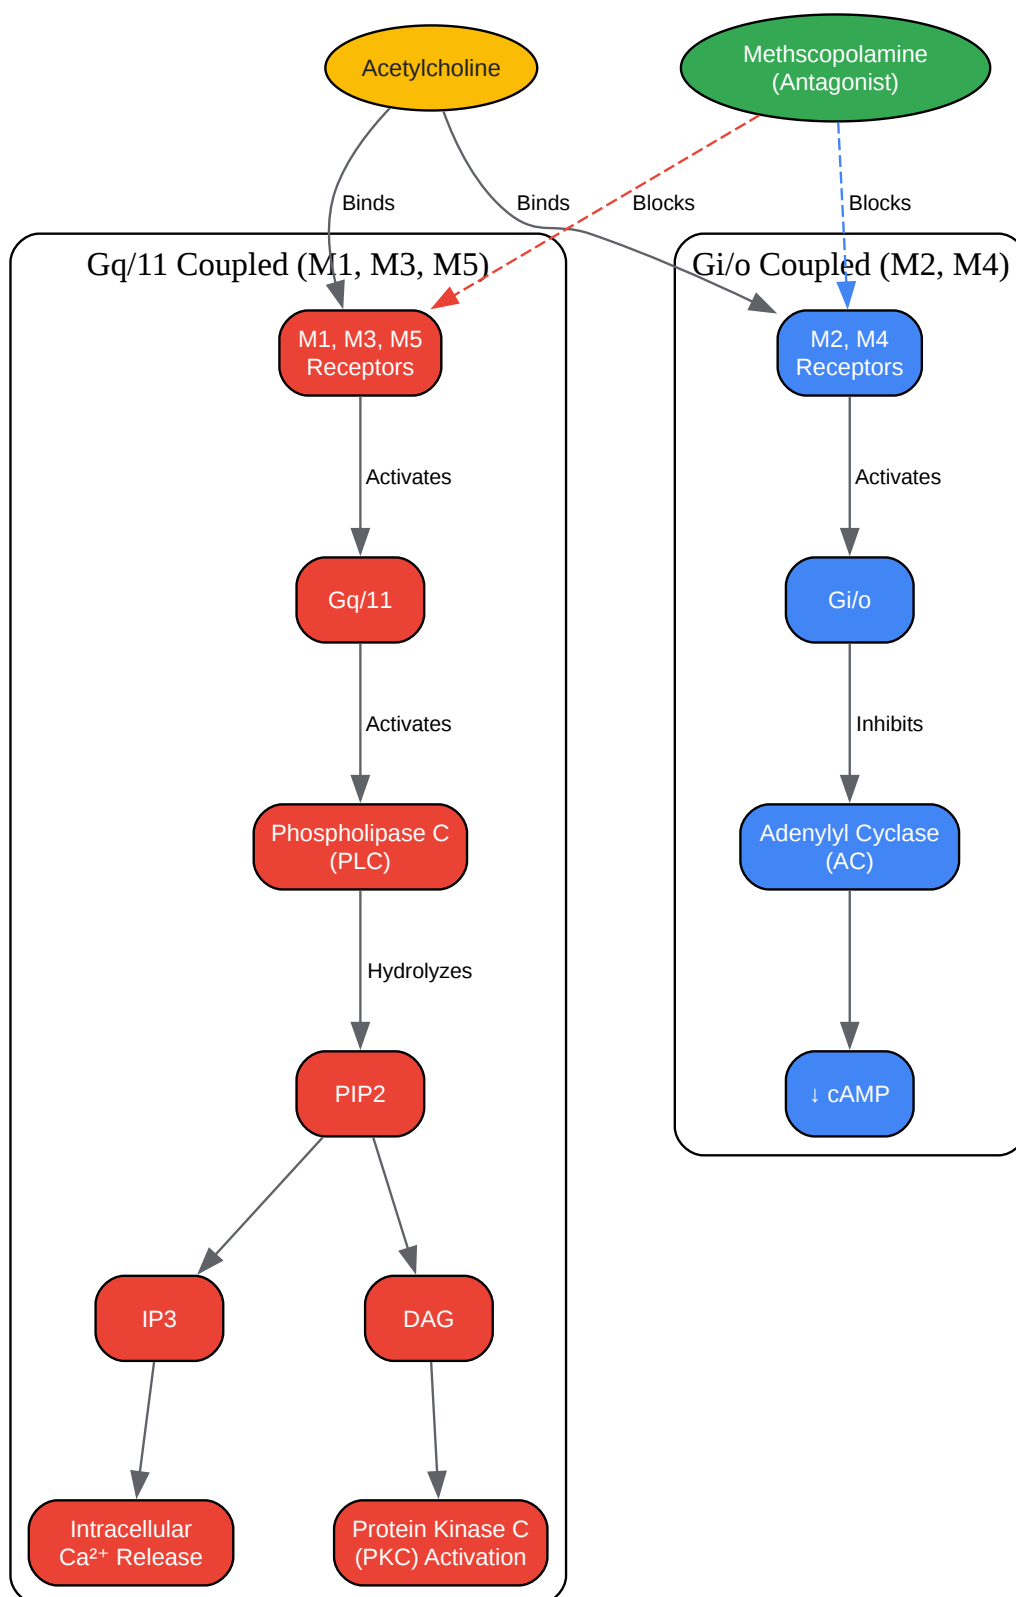 Acetylcholine
Methscopolamine
(Antagonist)
Binds
Binds
Blocks
Blocks
Gq/11 Coupled (M1, M3, M5)
Gi/o Coupled (M2, M4)
M1, M3, M5
Receptors
M2, M4
Receptors
Activates
Activates
Gq/11
Gi/o
Activates
Inhibits
Phospholipase C
(PLC)
Adenylyl Cyclase
(AC)
Hydrolyzes
PIP2
↓ cAMP
IP3
DAG
Intracellular
Ca²⁺ Release
Protein Kinase C
(PKC) Activation